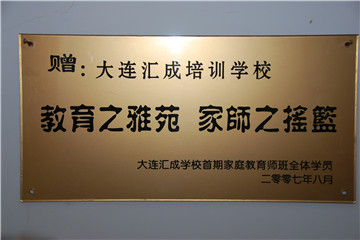 赠：大连汇成培训学校
教育之雅苑 家師之搖籃
大连汇成学校首期家庭教育师班全体学员
二零零七年八月